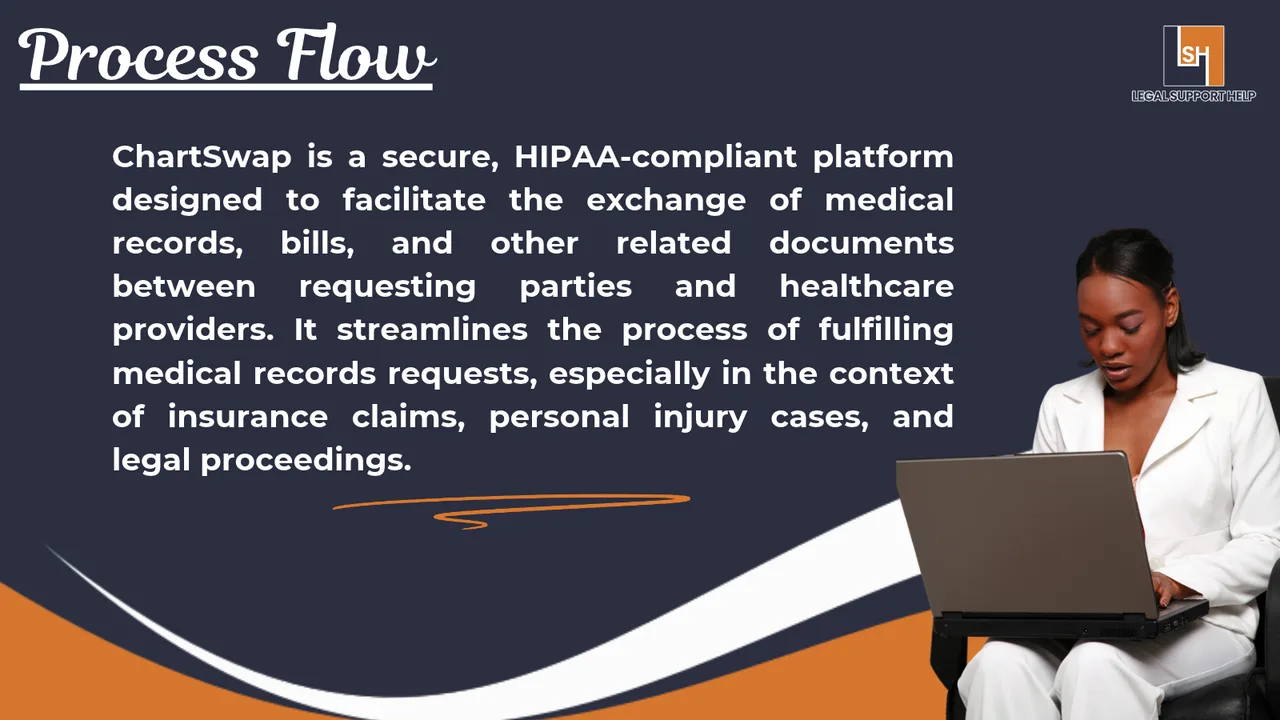 Process Flow
LSH
LEGAL SUPPORT HELP
ChartSwap is a secure, HIPAA-compliant platform
designed to facilitate the exchange of medical
records, bills, and other related documents
between requesting parties and healthcare
providers. It streamlines the process of fulfilling
medical records requests, especially in the context
of insurance claims, personal injury cases, and
legal proceedings.